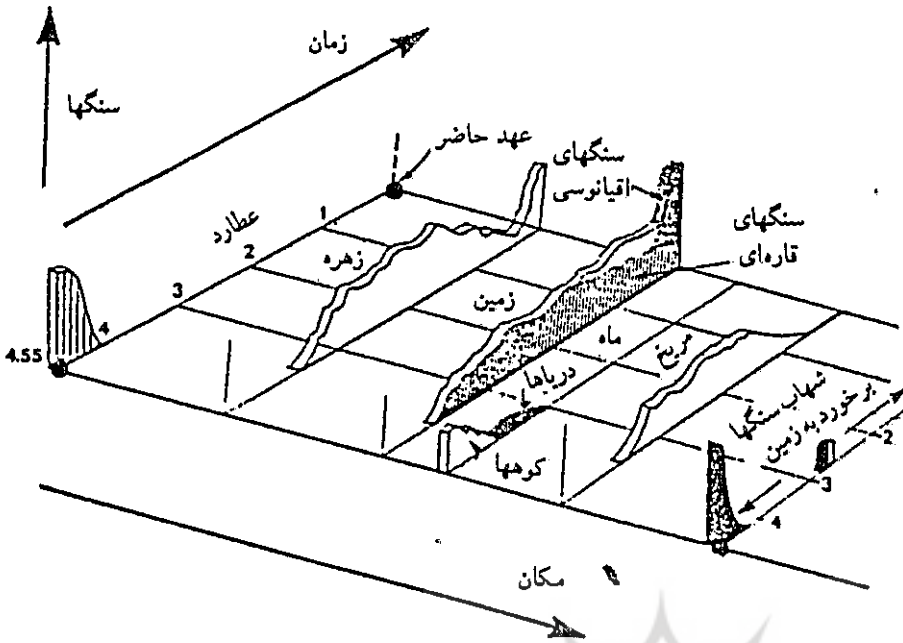 زمان
سنگها
عهد حاضر
سنگهای
اقیانوسی
سنگهای
قاره‌ای
عطارد
1
2
3
4
4.55
زهره
زمین
ماه
مریخ
دریاها
کوهها
شهاب سنگها
برخورد به زمین
2
3
4
مکان